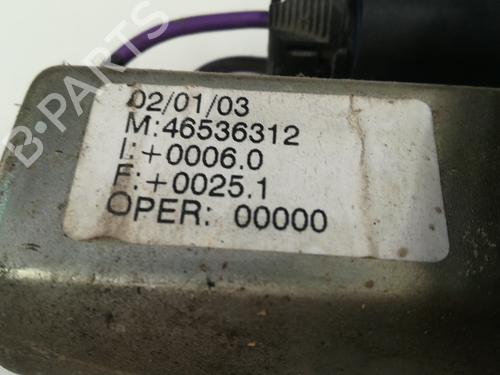 B-PARTS
02/01/03
M:46536312
I:+0006.0
F:+0025.1
OPER: 00000